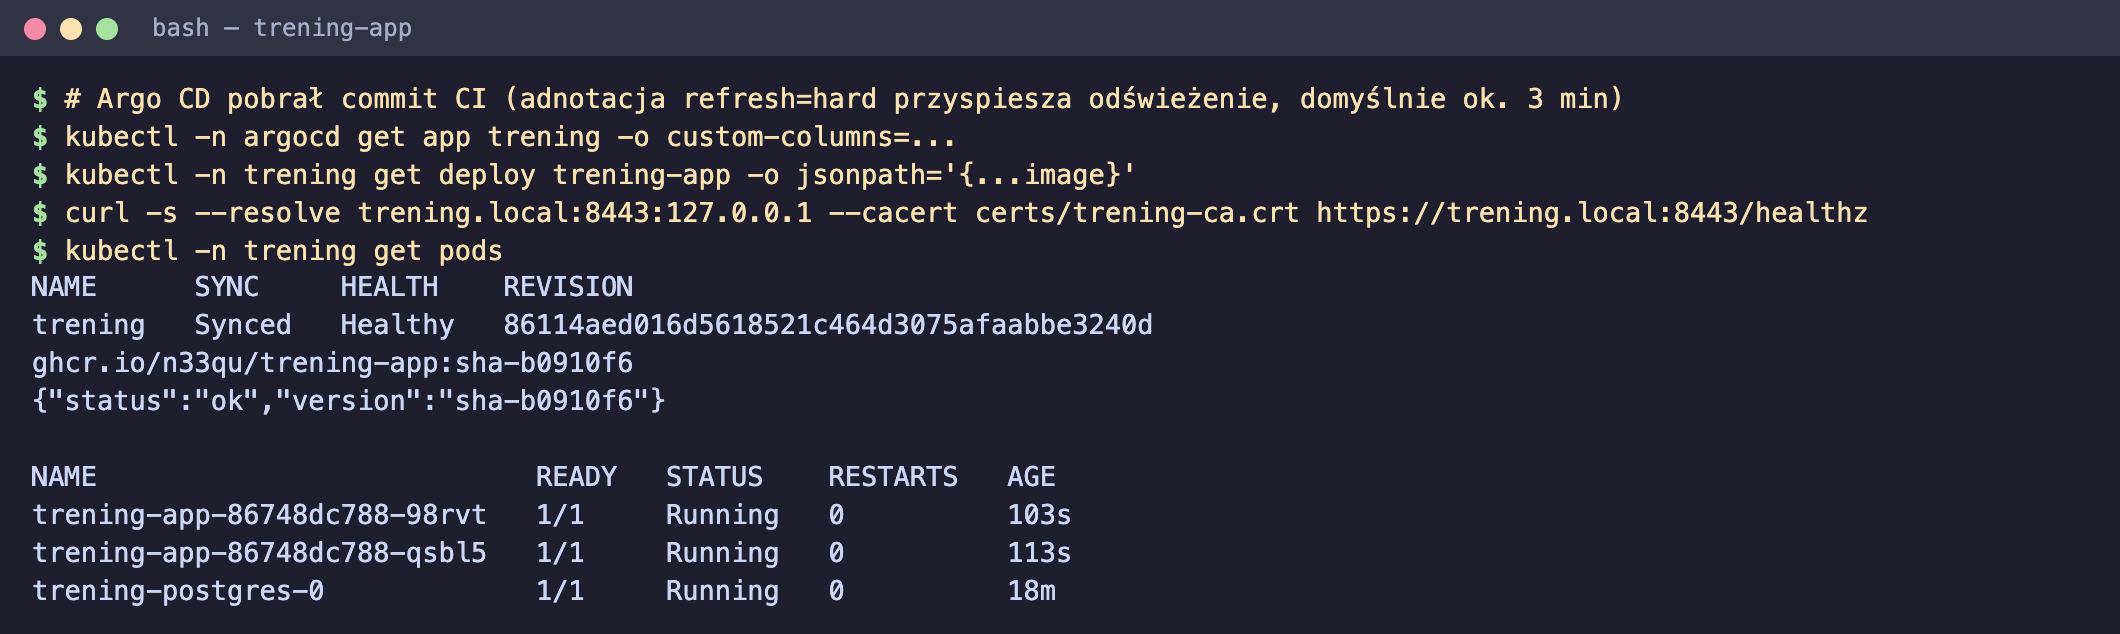 bash — trening-app
$ # Argo CD pobrał commit CI (adnotacja refresh=hard przyspiesza odświeżenie, domyślnie ok. 3 min)
$ kubectl -n argocd get app trening -o custom-columns=...
$ kubectl -n trening get deploy trening-app -o jsonpath='{...image}'
$ curl -s --resolve trening.local:8443:127.0.0.1 --cacert certs/trening-ca.crt https://trening.local:8443/healthz
$ kubectl -n trening get pods
NAME      SYNC     HEALTH    REVISION
trening   Synced   Healthy   86114aed016d5618521c464d3075afaabbe3240d
ghcr.io/n33qu/trening-app:sha-b0910f6
{"status":"ok","version":"sha-b0910f6"}
NAME                           READY   STATUS    RESTARTS   AGE
trening-app-86748dc788-98rvt   1/1     Running   0          103s
trening-app-86748dc788-qsbl5   1/1     Running   0          113s
trening-postgres-0             1/1     Running   0          18m